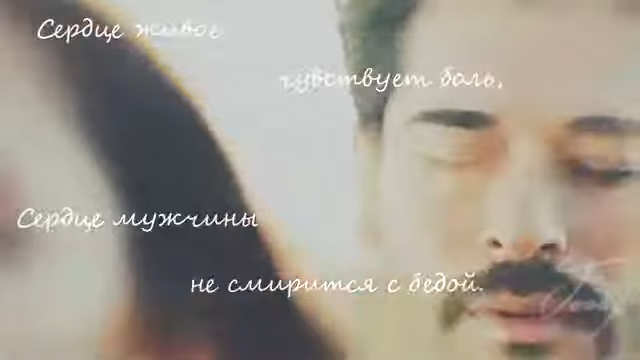 Сердце живое
чувствует боль,
Сердце мужчины
не смирится с бедой.